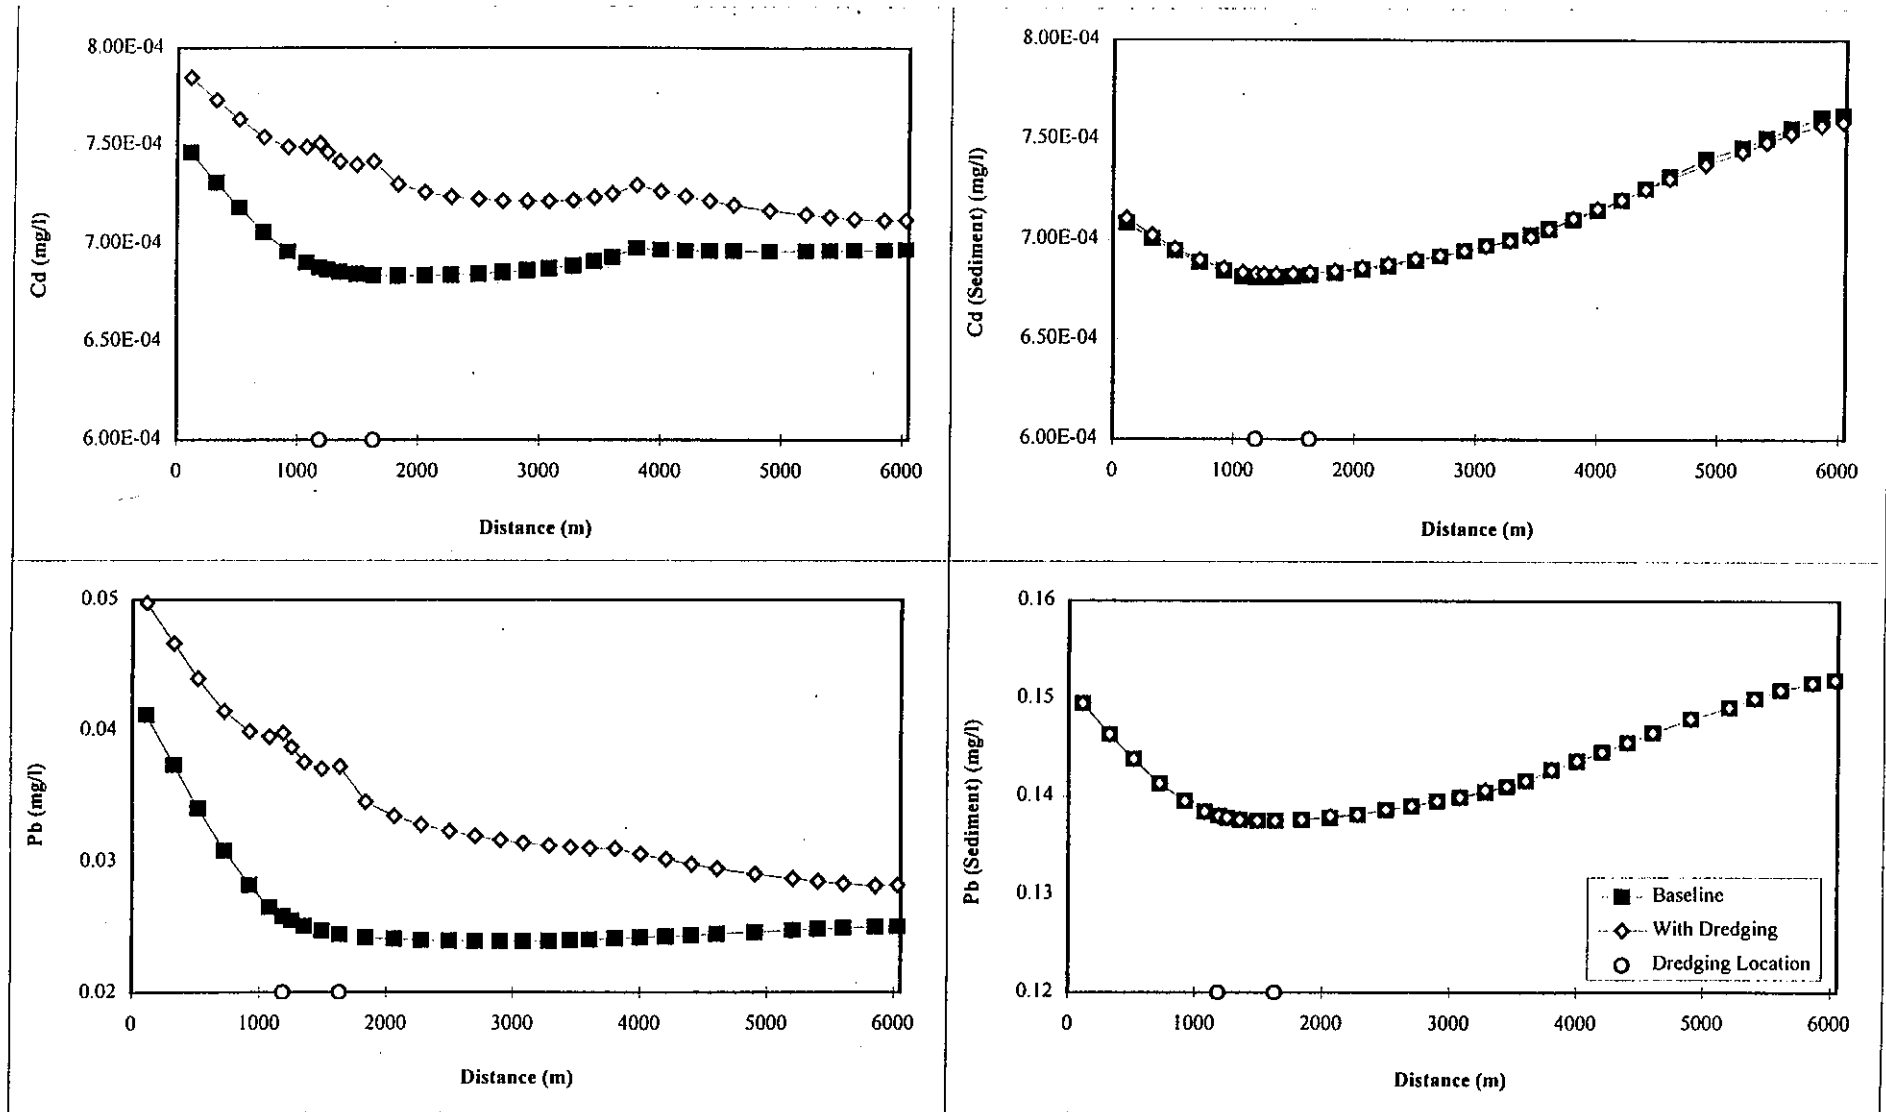 8.00E-04
7.50E-04
7.00E-04
6.50E-04
6.00E-04
Cd (mg/l)
0 1000 2000 3000 4000 5000 6000
Distance (m)
8.00E-04
7.50E-04
7.00E-04
6.50E-04
6.00E-04
Cd (Sediment) (mg/l)
0 1000 2000 3000 4000 5000 6000
Distance (m)
0.05
0.04
0.03
0.02
Pb (mg/l)
0 1000 2000 3000 4000 5000 6000
Distance (m)
0.16
0.15
0.14
0.13
0.12
Pb (Sediment) (mg/l)
Baseline
With Dredging
Dredging Location
0 1000 2000 3000 4000 5000 6000
Distance (m)